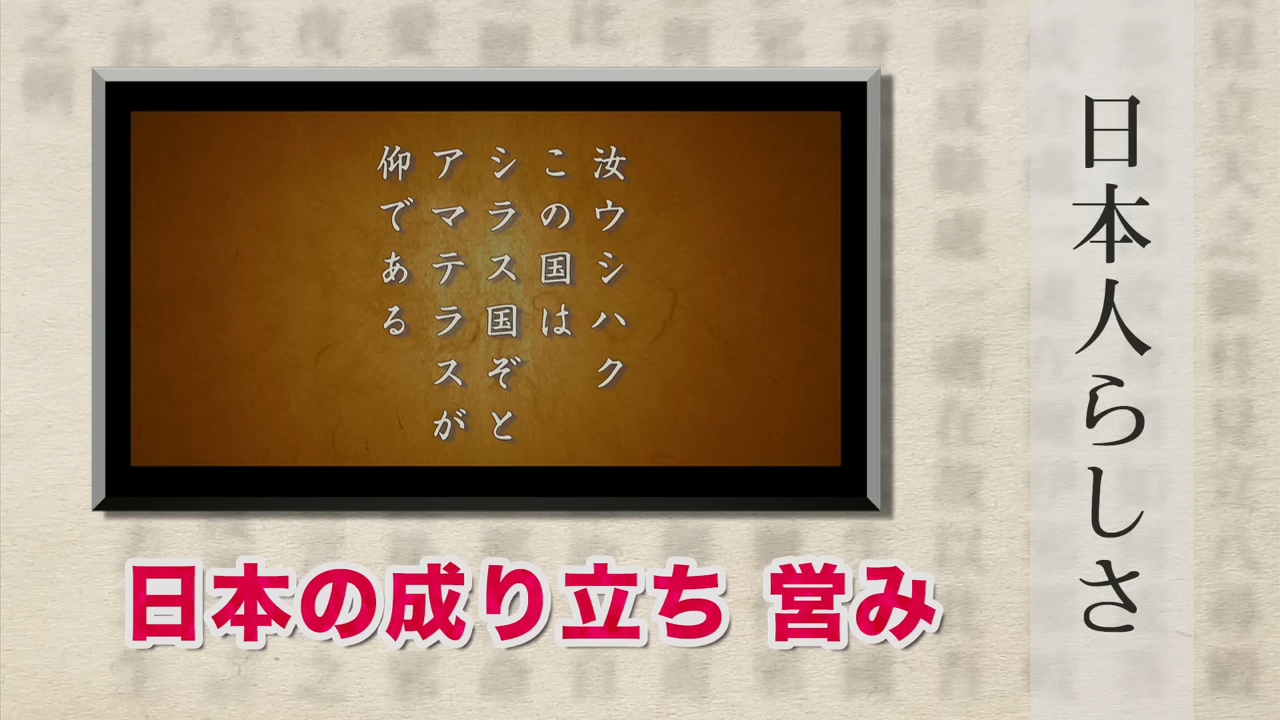 日本人らしさ
汝ウシハク
この国は
シラス国ぞと
アマテラスが
仰である
日本の成り立ち 営み